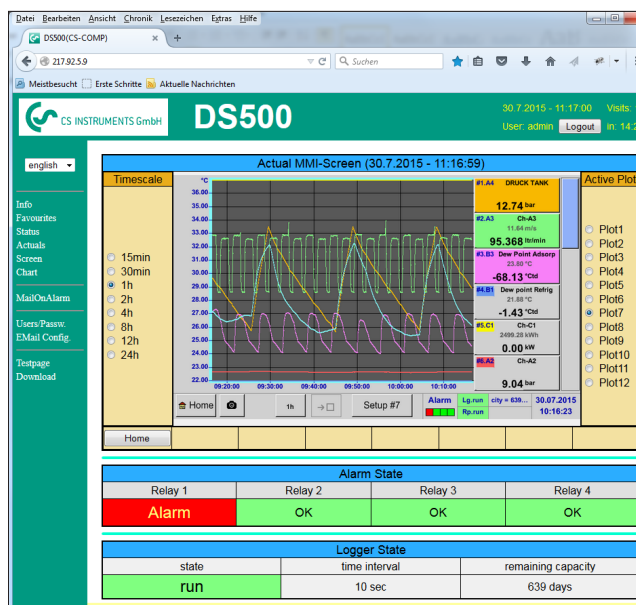 Datei Bearbeiten Ansicht Chronik Lesezeichen Extras Hilfe
DS500(CS-COMP) × +
217.92.5.9 Suchen
Meistbesucht Erste Schritte Aktuelle Nachrichten
CS INSTRUMENTS GmbH
DS500
30.7.2015 - 11:17:00 Visits:
User: admin Logout in: 14:2
english
Info
Favourites
Status
Actuals
Screen
Chart
MailOnAlarm
Users/Passw.
EMail Config.
Testpage
Download
Actual MMI-Screen (30.7.2015 - 11:16:59)
Timescale
15min
30min
1h
2h
4h
8h
12h
24h
°C
36.00
35.00
34.00
33.00
32.00
31.00
30.00
29.00
28.00
27.00
26.00
25.00
24.00
23.00
22.00
09:20:00 09:30:00 09:40:00 09:50:00 10:00:00 10:10:00
#1.A4 DRUCK TANK
12.74 bar
#2.A3 Ch-A3
11.64 m/s
95.368 ltr/min
#3.B3 Dew Point Adsorp
23.80 °C
-68.13 °Ctd
#4.B1 Dew point Refrig
21.88 °C
-1.43 °Ctd
#5.C1 Ch-C1
2499.28 kWh
0.00 kW
#6.A2 Ch-A2
9.04 bar
Home 1h Setup #7
Alarm Lg.run city = 639... 30.07.2015
Rp.run 10:16:23
Active Plot
Plot1
Plot2
Plot3
Plot4
Plot5
Plot6
Plot7
Plot8
Plot9
Plot10
Plot11
Plot12
Home
Alarm State
Relay 1 Relay 2 Relay 3 Relay 4
Alarm OK OK OK
Logger State
state time interval remaining capacity
run 10 sec 639 days